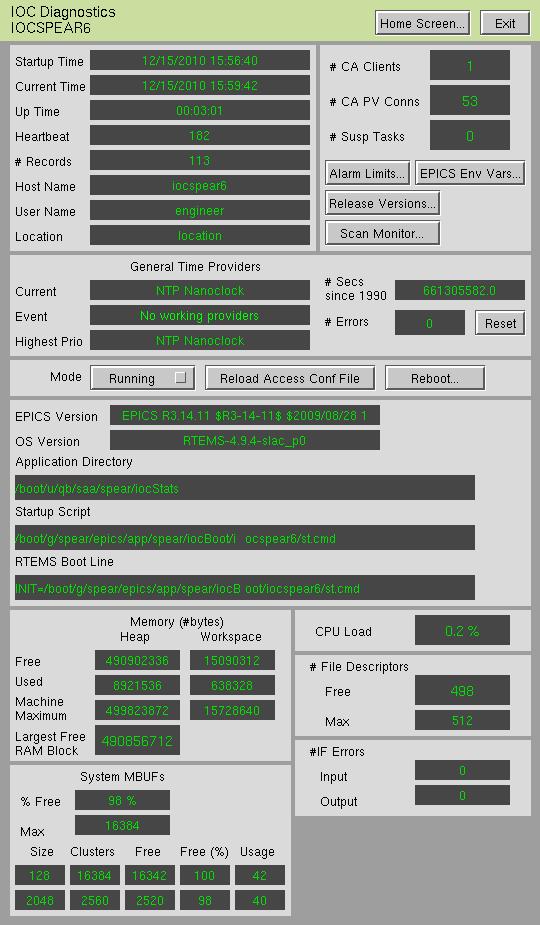 IOC Diagnostics
IOCSPEAR6
Home Screen... Exit
Startup Time 12/15/2010 15:56:40
Current Time 12/15/2010 15:59:42
Up Time 00:03:01
Heartbeat 182
# Records 113
Host Name iocspear6
User Name engineer
Location location
# CA Clients 1
# CA PV Conns 53
# Susp Tasks 0
Alarm Limits... EPICS Env Vars...
Release Versions...
Scan Monitor...
General Time Providers
Current NTP Nanoclock
Event No working providers
Highest Prio NTP Nanoclock
# Secs
since 1990 661305582.0
# Errors 0 Reset
Mode Running Reload Access Conf File Reboot...
EPICS Version EPICS R3.14.11 $R3-14-11$ $2009/08/28 1
OS Version RTEMS-4.9.4-slac_p0
Application Directory
/boot/u/qb/saa/spear/iocStats
Startup Script
/boot/g/spear/epics/app/spear/iocBoot/i ocspear6/st.cmd
RTEMS Boot Line
INIT=/boot/g/spear/epics/app/spear/iocB oot/iocspear6/st.cmd
Memory (#bytes)
Heap Workspace
Free 490902336 15090312
Used 8921536 638328
Machine
Maximum 499823872 15728640
Largest Free
RAM Block 490856712
CPU Load 0.2 %
# File Descriptors
Free 498
Max 512
#IF Errors
Input 0
Output 0
System MBUFs
% Free 98 %
Max 16384
Size Clusters Free Free (%) Usage
128 16384 16342 100 42
2048 2560 2520 98 40